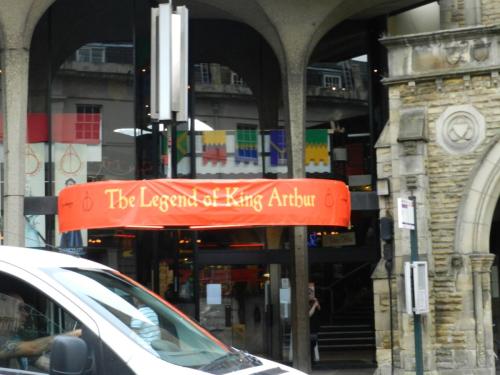 The Legend of King Arthur